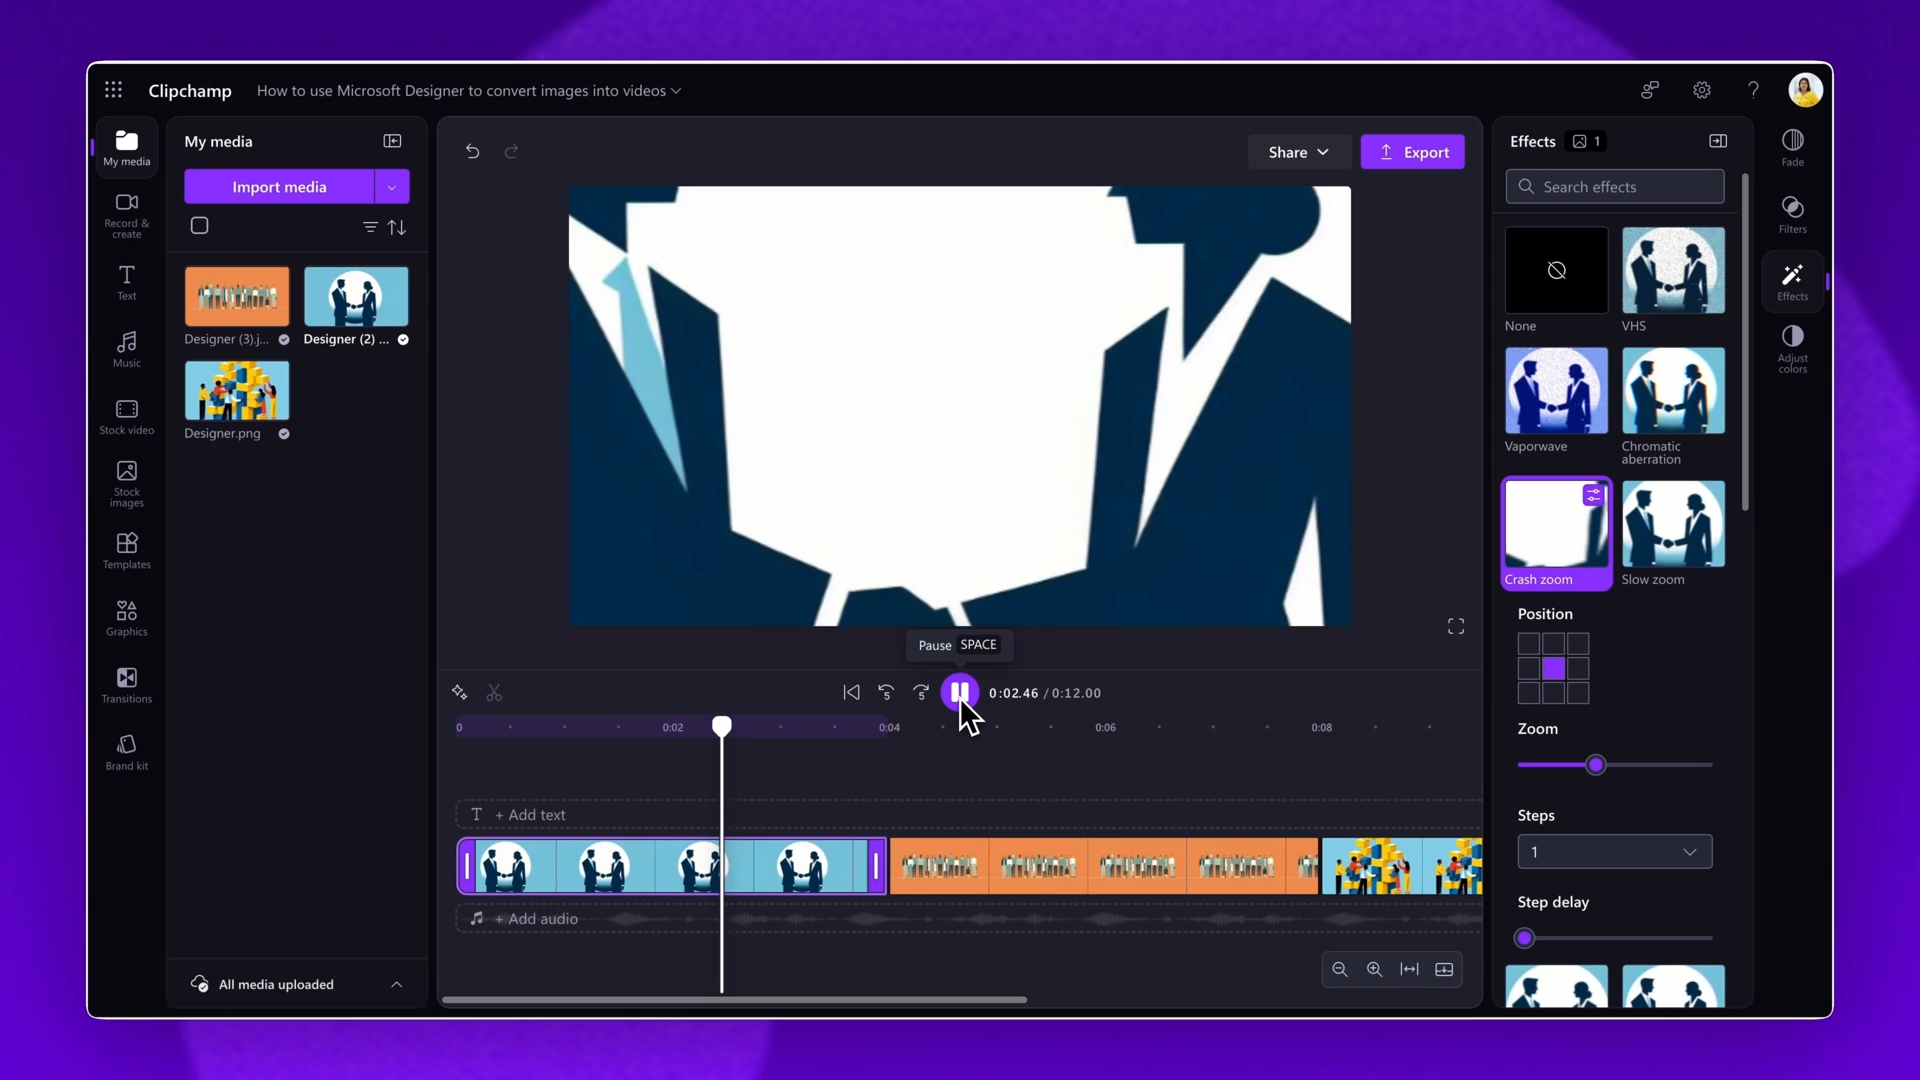 Clipchamp
How to use Microsoft Designer to convert images into videos
My media
Record &
create
Text
Music
Stock video
Stock
images
Templates
Graphics
Transitions
Brand kit
My media
Import media
Designer (3).j...
Designer (2) ...
Designer.png
All media uploaded
Share
Export
Pause SPACE
5
5
0:02.46 / 0:12.00
0
0:02
0:04
0:06
0:08
T + Add text
+ Add audio
Effects 1
Search effects
None
VHS
Vaporwave
Chromatic
aberration
Crash zoom
Slow zoom
Position
Zoom
Steps
1
Step delay
Fade
Filters
Effects
Adjust
colors